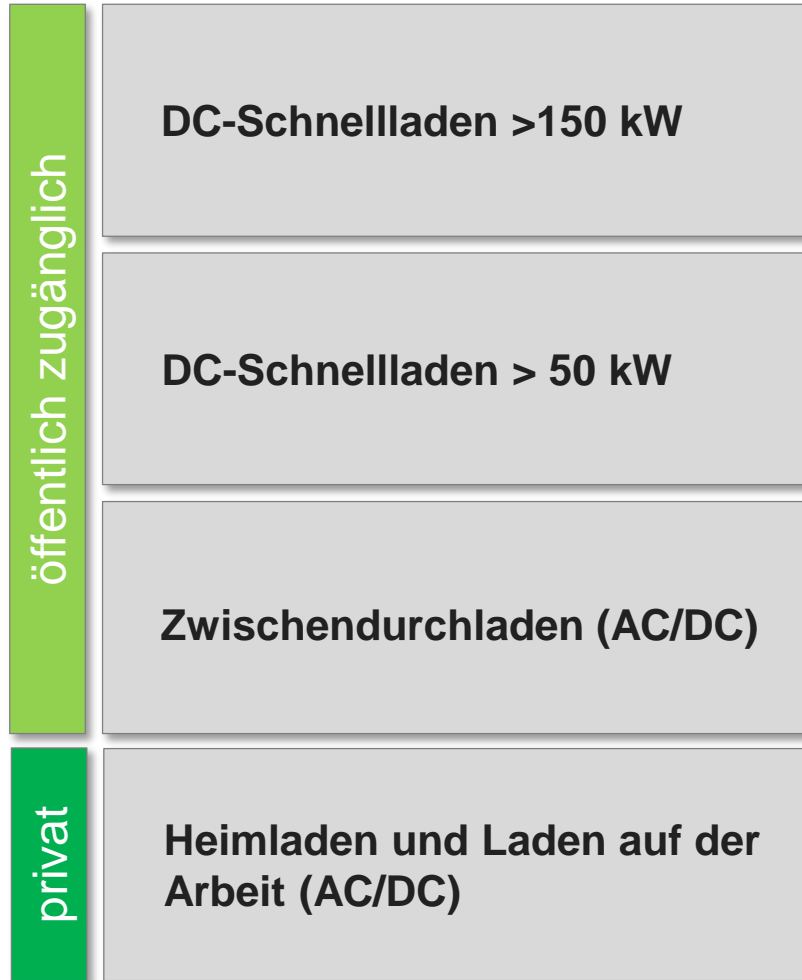 öffentlich zugänglich
DC-Schnellladen >150 kW
DC-Schnellladen > 50 kW
Zwischendurchladen (AC/DC)
privat
Heimladen und Laden auf der
Arbeit (AC/DC)